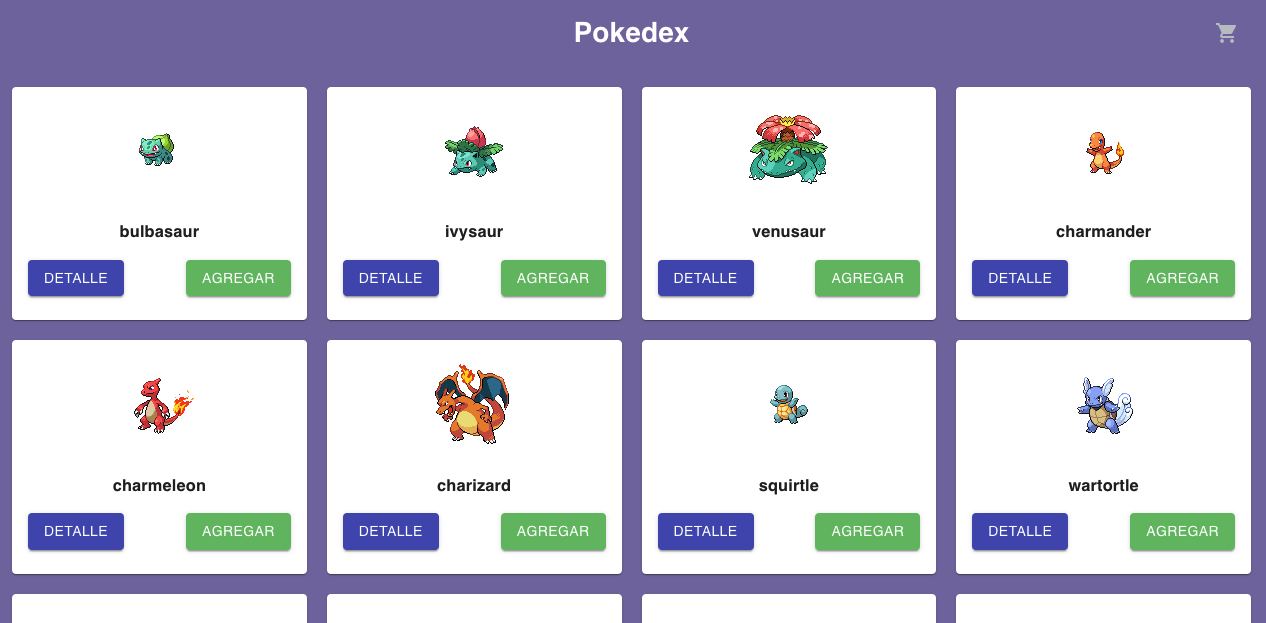 Pokedex
bulbasaur
ivysaur
venusaur
charmander
DETALLE
AGREGAR
DETALLE
AGREGAR
DETALLE
AGREGAR
DETALLE
AGREGAR
charmeleon
charizard
squirtle
wartortle
DETALLE
AGREGAR
DETALLE
AGREGAR
DETALLE
AGREGAR
DETALLE
AGREGAR